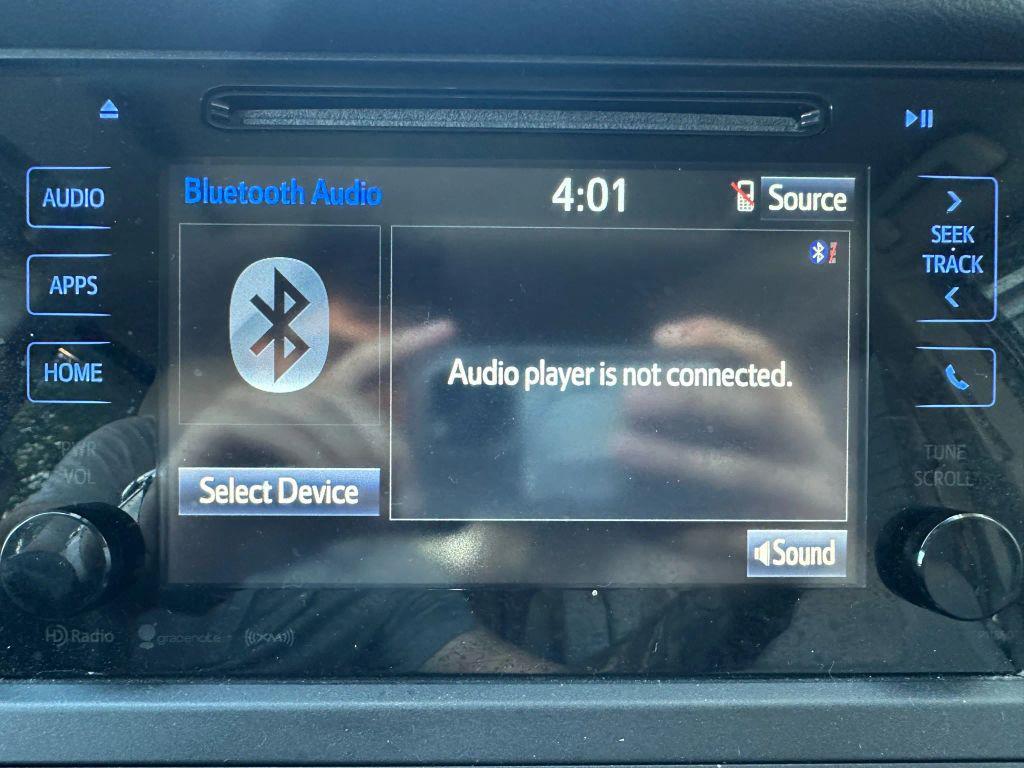 AUDIO
APPS
HOME
PWR
VOL
Bluetooth Audio
4:01
Source
Audio player is not connected.
Select Device
Sound
SEEK
TRACK
TUNE
SCROLL
HD Radio
gracenote
((XM))